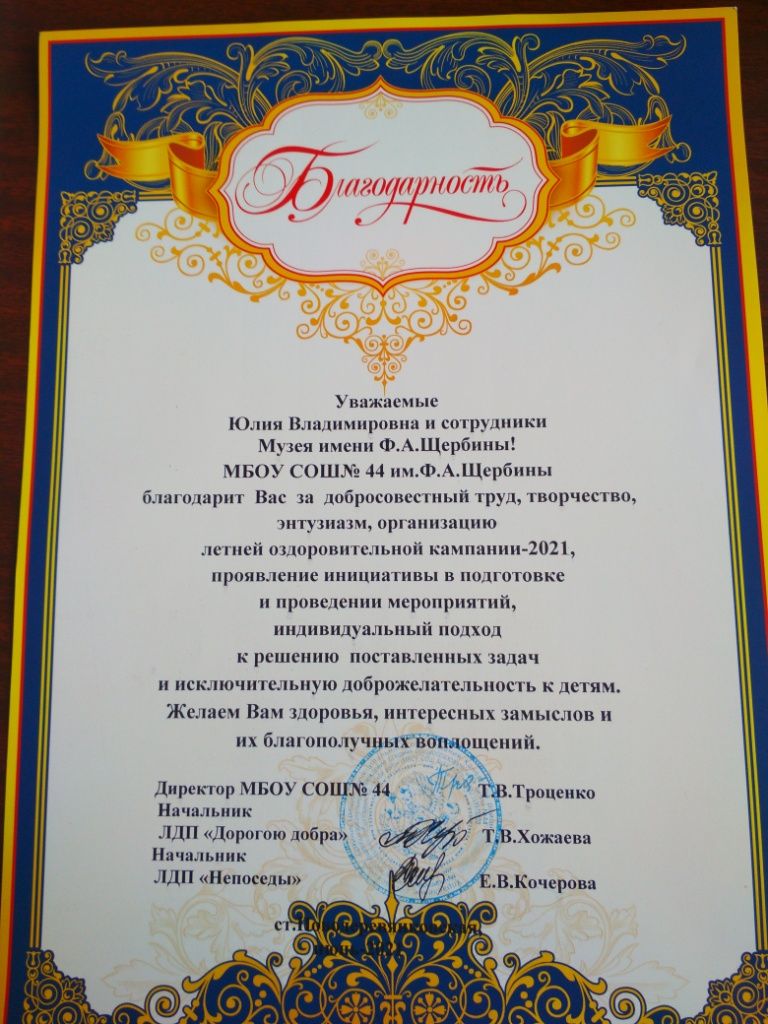 Благодарность
Уважаемые
Юлия Владимировна и сотрудники
Музея имени Ф.А.Щербины!
МБОУ СОШ№ 44 им.Ф.А.Щербины
благодарит Вас за добросовестный труд, творчество,
энтузиазм, организацию
летней оздоровительной кампании-2021,
проявление инициативы в подготовке
и проведении мероприятий,
индивидуальный подход
к решению поставленных задач
и исключительную доброжелательность к детям.
Желаем Вам здоровья, интересных замыслов и
их благополучных воплощений.
Директор МБОУ СОШ№ 44 Т.В.Троценко
Начальник
ЛДП «Дорогою добра» Т.В.Хожаева
Начальник
ЛДП «Непоседы» Е.В.Кочерова
ст.Новодеревянковская,